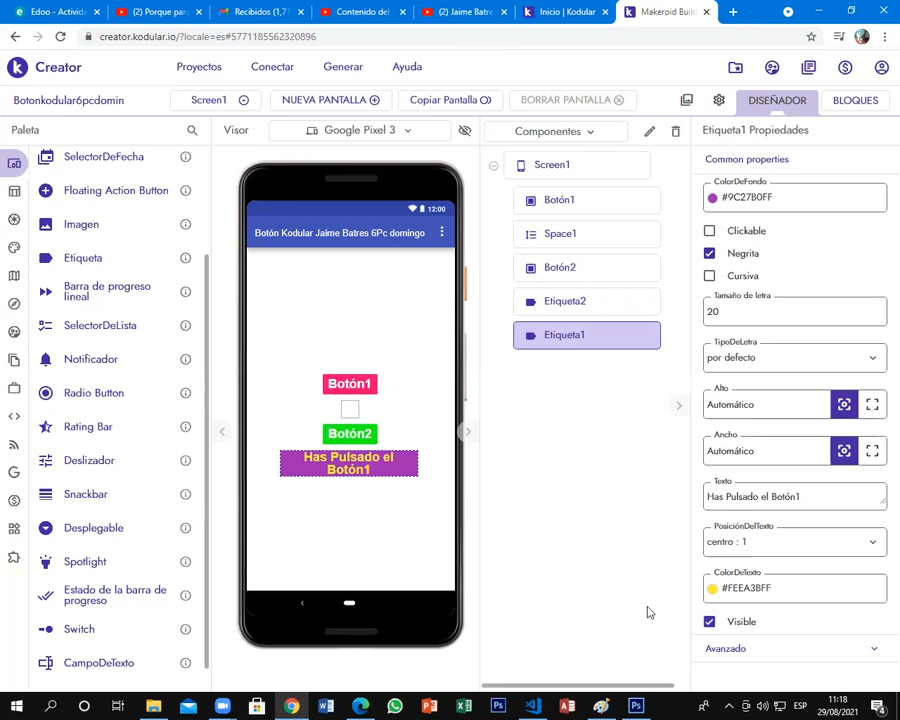 Edoo - Activida
(2) Porque para
Recibidos (1,71
Contenido del
(2) Jaime Batres
Inicio | Kodular
Makeroid Buil
creator.kodular.io/?locale=es#5771185562320896
Creator
Proyectos
Conectar
Generar
Ayuda
Botonkodular6pcdomin
Screen1
NUEVA PANTALLA
Copiar Pantalla
BORRAR PANTALLA
DISEÑADOR
BLOQUES
Paleta
Visor
Google Pixel 3
Componentes
Etiqueta1 Propiedades
SelectorDeFecha
Floating Action Button
Imagen
Etiqueta
Barra de progreso
lineal
SelectorDeLista
Notificador
Radio Button
Rating Bar
Deslizador
Snackbar
Desplegable
Spotlight
Estado de la barra de
progreso
Switch
CampoDeTexto
12:00
Botón Kodular Jaime Batres 6Pc domingo
Botón1
Botón2
Has Pulsado el
Botón1
Screen1
Botón1
Space1
Botón2
Etiqueta2
Etiqueta1
Common properties
ColorDeFondo
#9C27B0FF
Clickable
Negrita
Cursiva
Tamaño de letra
20
TipoDeLetra
por defecto
Alto
Automático
Ancho
Automático
Texto
Has Pulsado el Botón1
PosiciónDelTexto
centro : 1
ColorDeTexto
#FEEA3BFF
Visible
Avanzado
ESP
11:18
29/08/2021
4